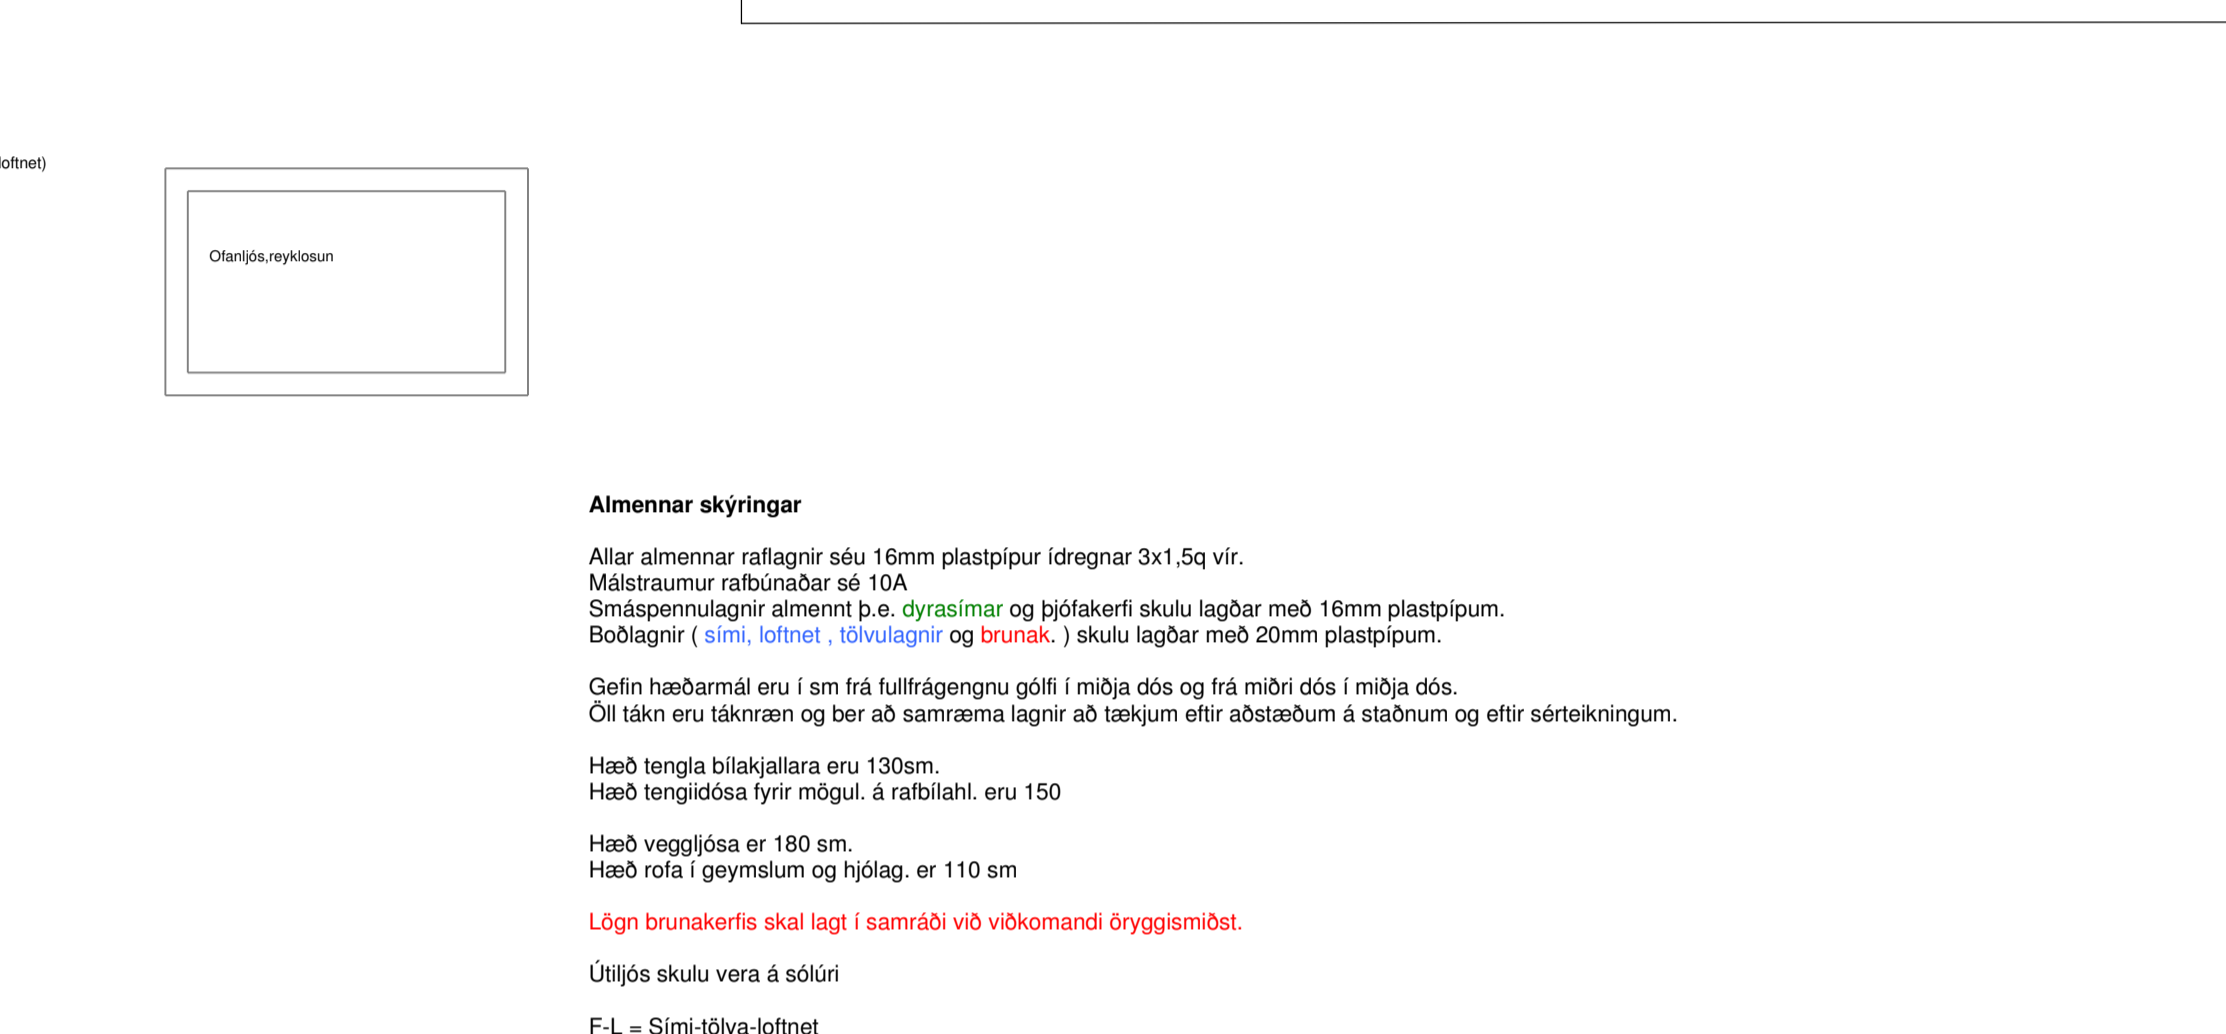 loftnet)
Ofanljós,reyklosun
Almennar skýringar
Allar almennar raflagnir séu 16mm plastpípur ídregnar 3x1,5q vír.
Málstraumur rafbúnaðar sé 10A
Smáspennulagnir almennt þ.e. dyrasímar og þjófakerfi skulu lagðar með 16mm plastpípum.
Boðlagnir ( sími, loftnet , tölvulagnir og brunak. ) skulu lagðar með 20mm plastpípum.
Gefin hæðarmál eru í sm frá fullfrágengnu gólfi í miðja dós og frá miðri dós í miðja dós.
Öll tákn eru táknræn og ber að samræma lagnir að tækjum eftir aðstæðum á staðnum og eftir sérteikningum.
Hæð tengla bílakjallara eru 130sm.
Hæð tengiidósa fyrir mögul. á rafbílahl. eru 150
Hæð veggljósa er 180 sm.
Hæð rofa í geymslum og hjólag. er 110 sm
Lögn brunakerfis skal lagt í samráði við viðkomandi öryggismiðst.
Útiljós skulu vera á sólúri
F-L = Sími-tölva-loftnet